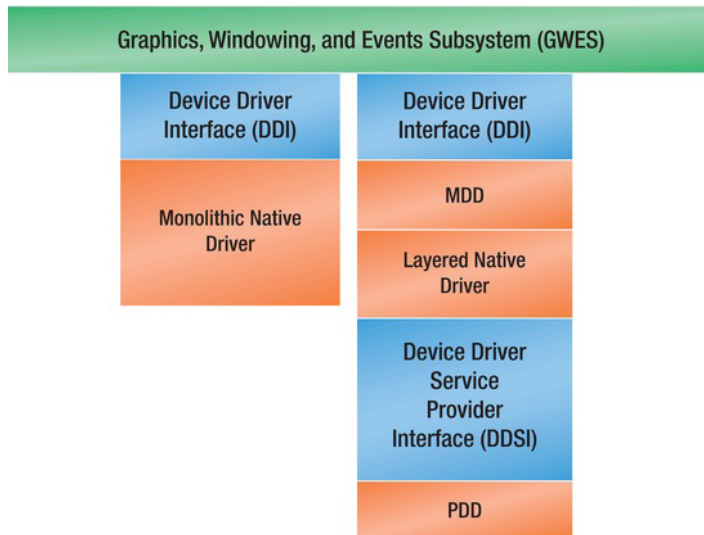 Graphics, Windowing, and Events Subsystem (GWES)
Device Driver
Interface (DDI)
Monolithic Native
Driver
Device Driver
Interface (DDI)
MDD
Layered Native
Driver
Device Driver
Service
Provider
Interface (DDSI)
PDD